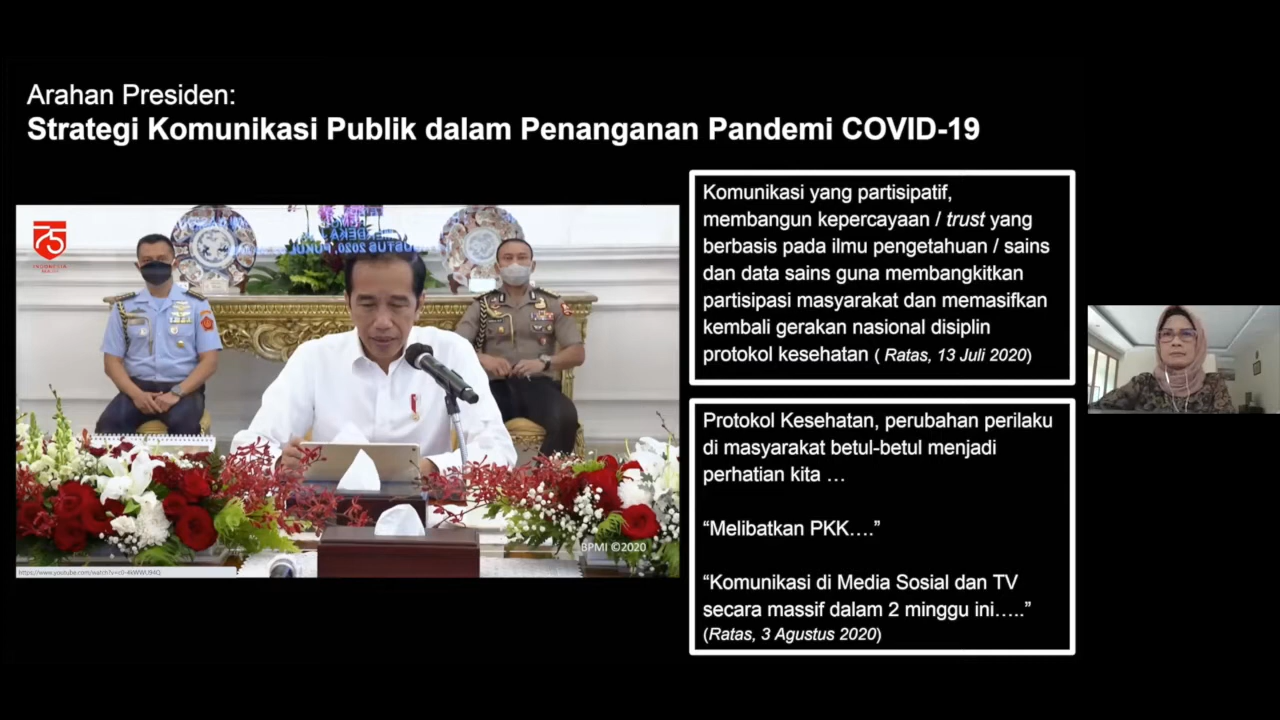 Arahan Presiden:
Strategi Komunikasi Publik dalam Penanganan Pandemi COVID-19
75
INDONESIA
MAJU
BPMI ©2020
Komunikasi yang partisipatif,
membangun kepercayaan / trust yang
berbasis pada ilmu pengetahuan / sains
dan data sains guna membangkitkan
partisipasi masyarakat dan memasifkan
kembali gerakan nasional disiplin
protokol kesehatan ( Ratas, 13 Juli 2020)
Protokol Kesehatan, perubahan perilaku
di masyarakat betul-betul menjadi
perhatian kita …
“Melibatkan PKK….”
“Komunikasi di Media Sosial dan TV
secara massif dalam 2 minggu ini…..”
(Ratas, 3 Agustus 2020)